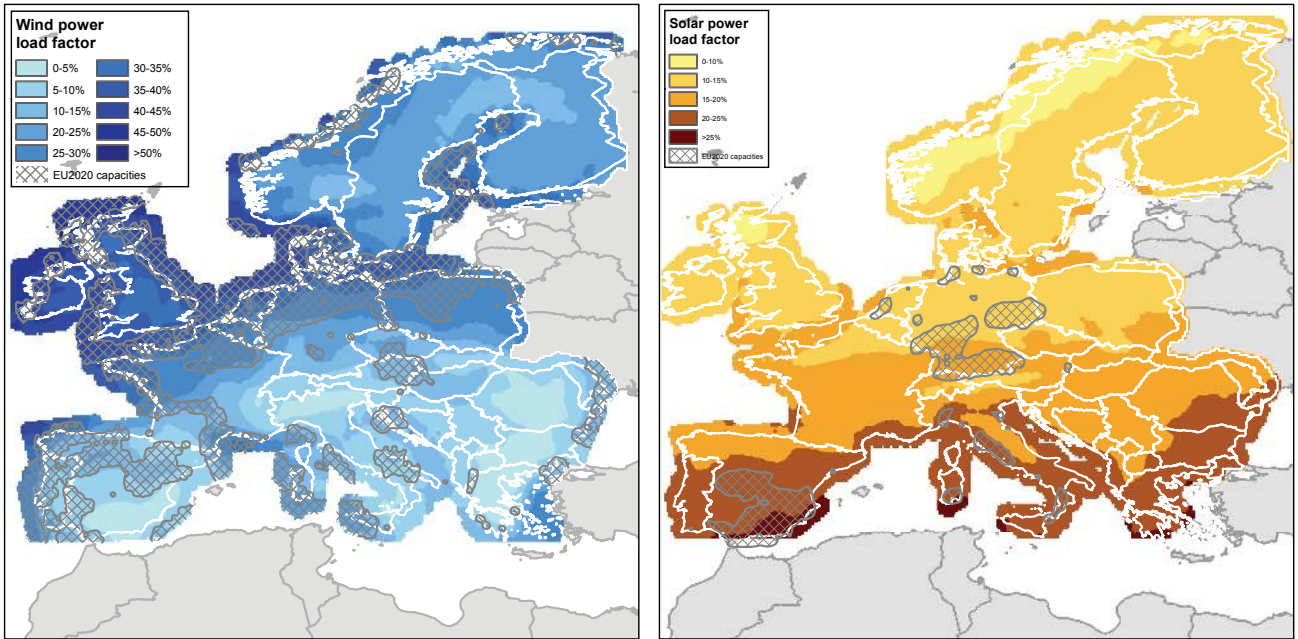 Wind power
load factor
0-5%
5-10%
10-15%
20-25%
25-30%
30-35%
35-40%
40-45%
45-50%
>50%
EU2020 capacities
Solar power
load factor
0-10%
10-15%
15-20%
20-25%
>25%
EU2020 capacities